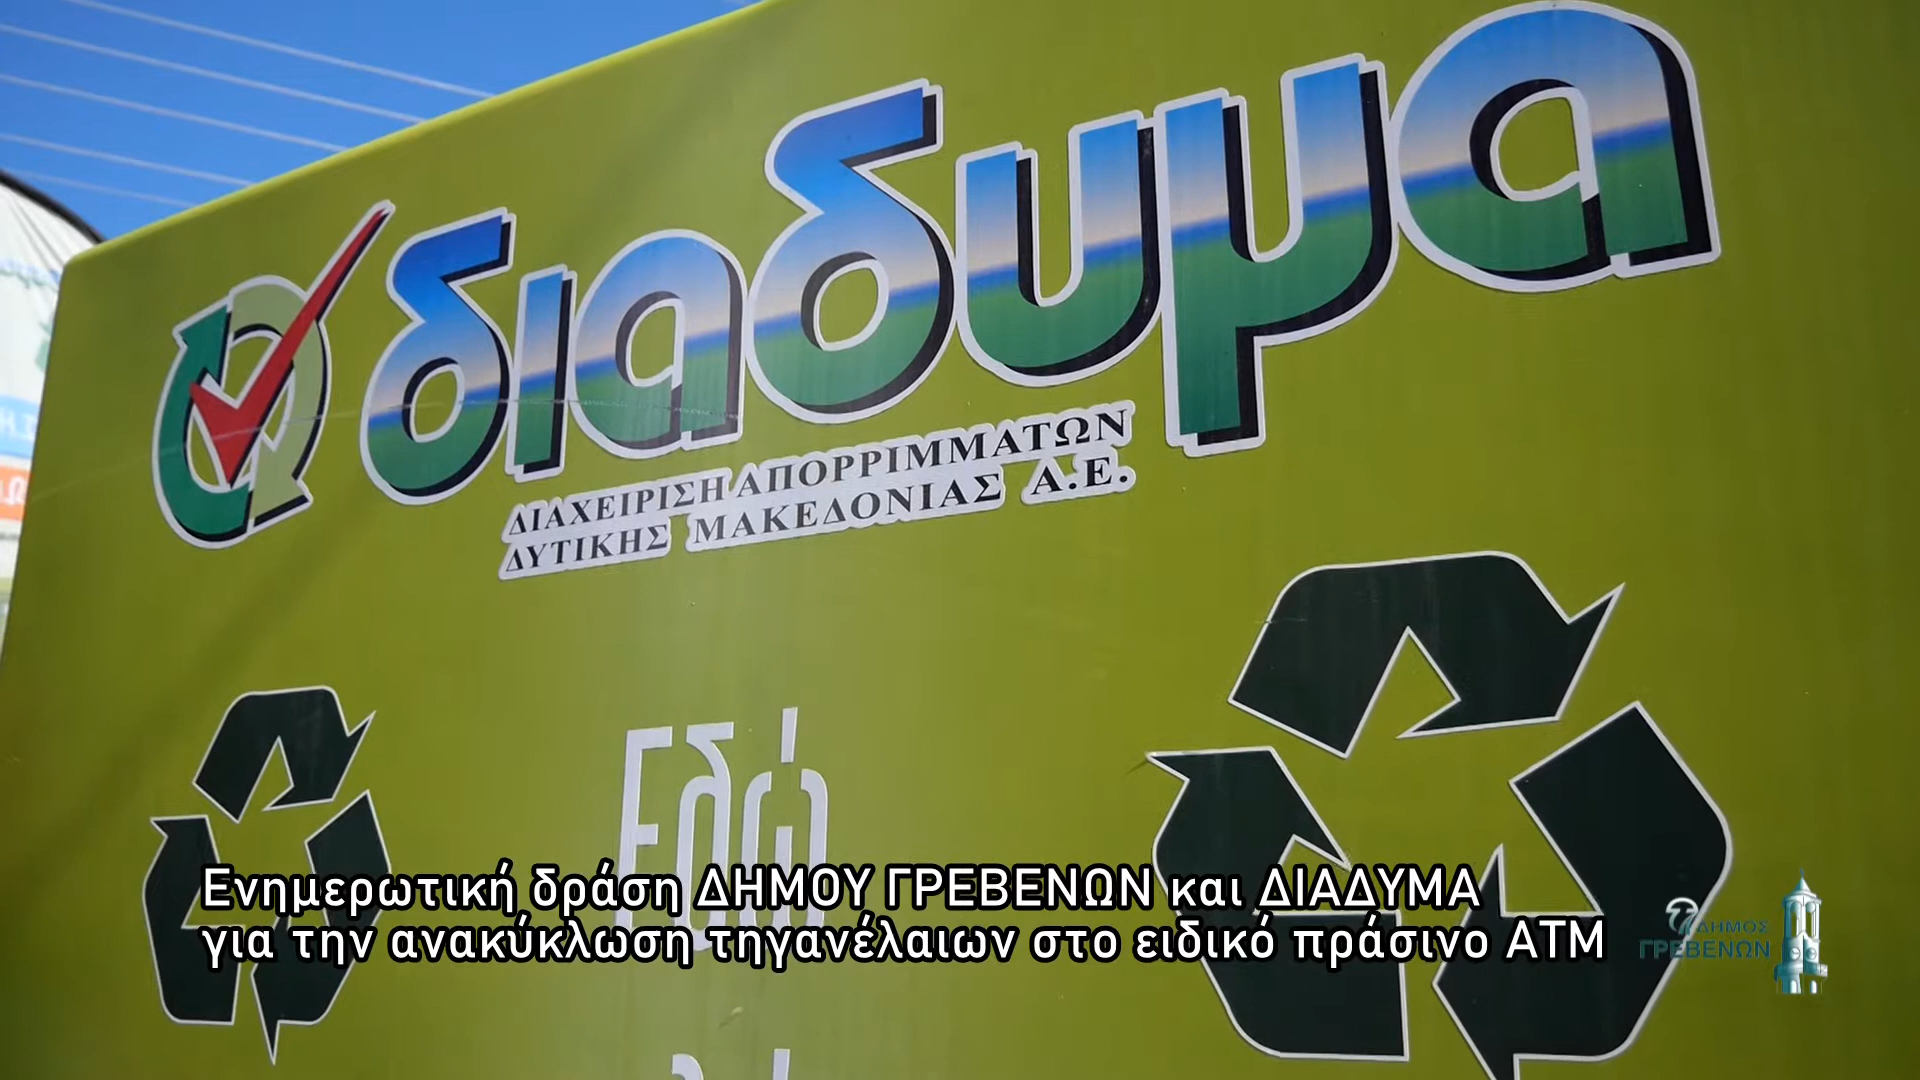 διαδυμα
ΔΙΑΧΕΙΡΙΣΗ ΑΠΟΡΡΙΜΜΑΤΩΝ
ΔΥΤΙΚΗΣ ΜΑΚΕΔΟΝΙΑΣ Α.Ε.
Εδώ
Ενημερωτική δράση ΔΗΜΟΥ ΓΡΕΒΕΝΩΝ και ΔΙΑΔΥΜΑ
για την ανακύκλωση τηγανέλαιων στο ειδικό πράσινο ΑΤΜ
ΔΗΜΟΣ
ΓΡΕΒΕΝΩΝ